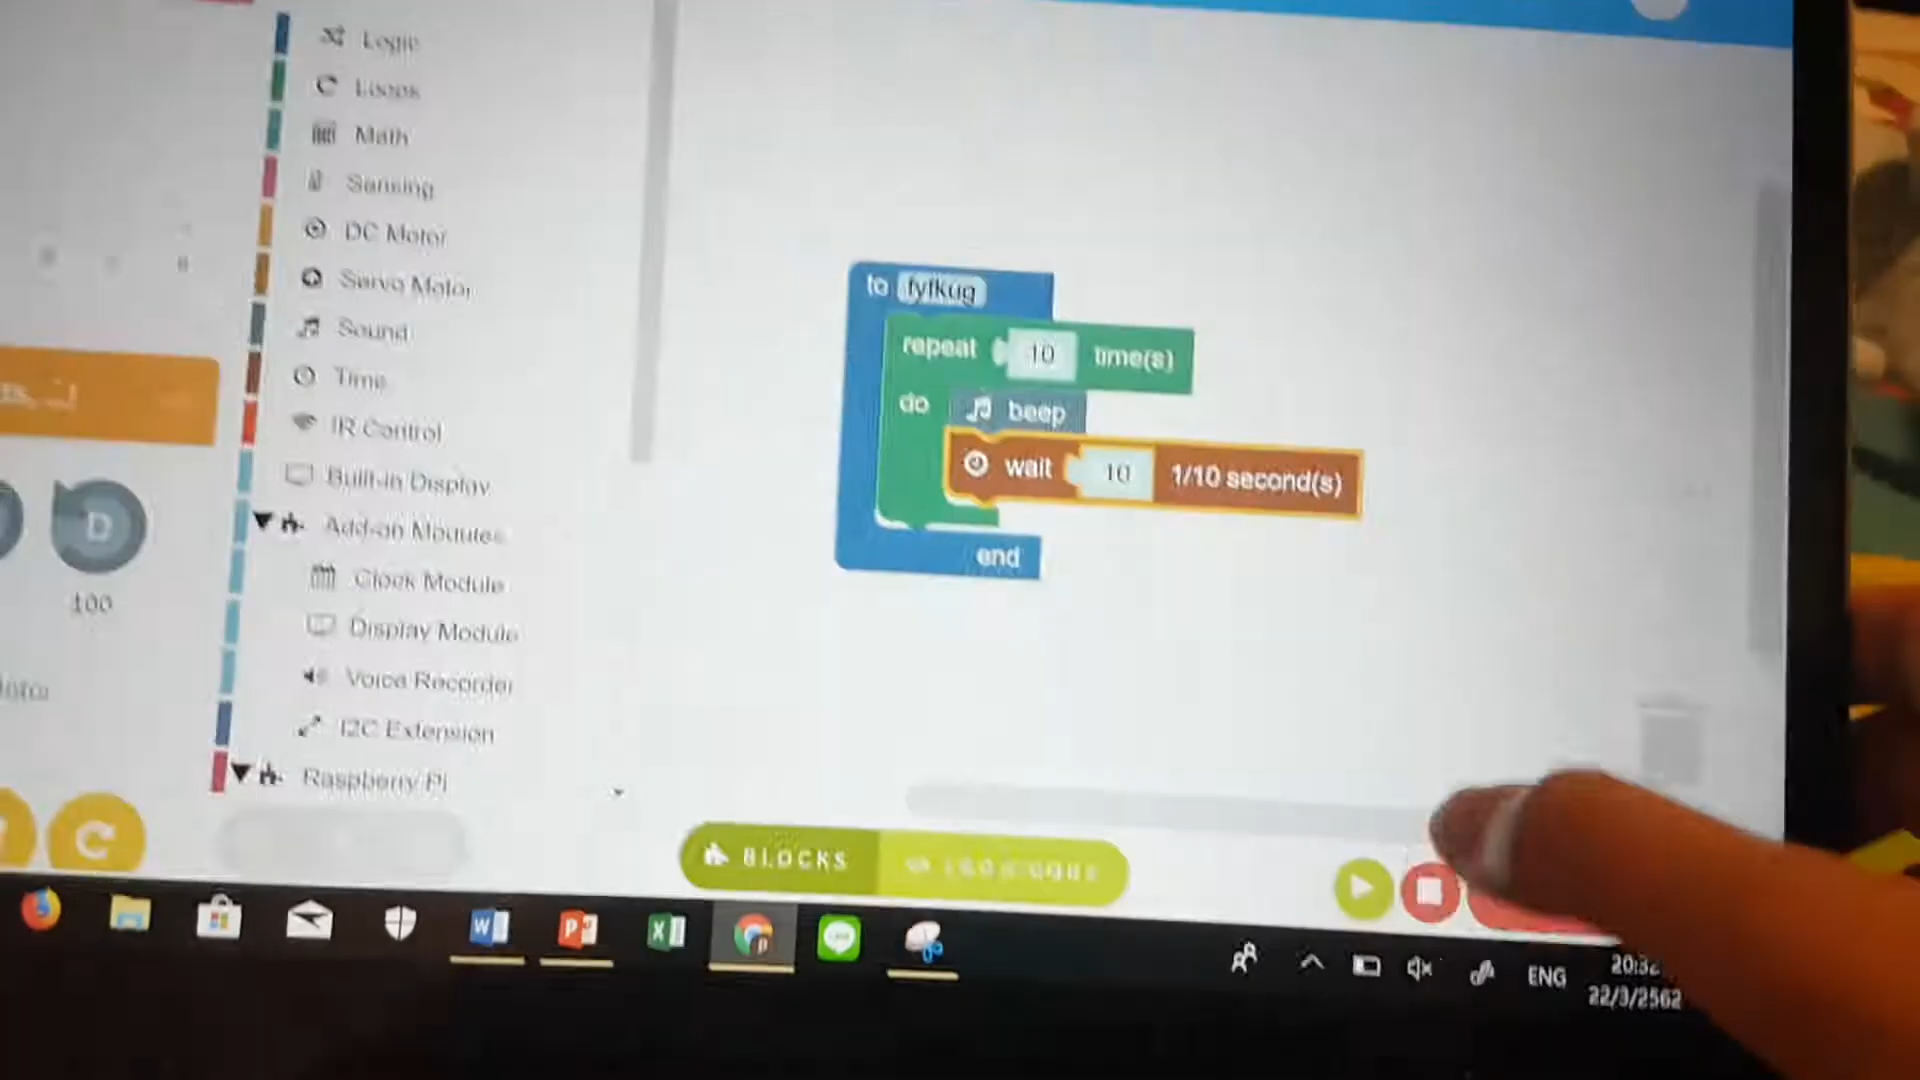 Logic
Loops
Math
Sensing
DC Motor
Servo Motor
Sound
Time
IR Control
Built-in Display
Add-on Modules
Clock Module
Display Module
Voice Recorder
I2C Extension
Raspberry Pi
D
100
to fyfkug
repeat 10 time(s)
do beep
wait 10 1/10 second(s)
end
BLOCKS
ENG
22/3/2562